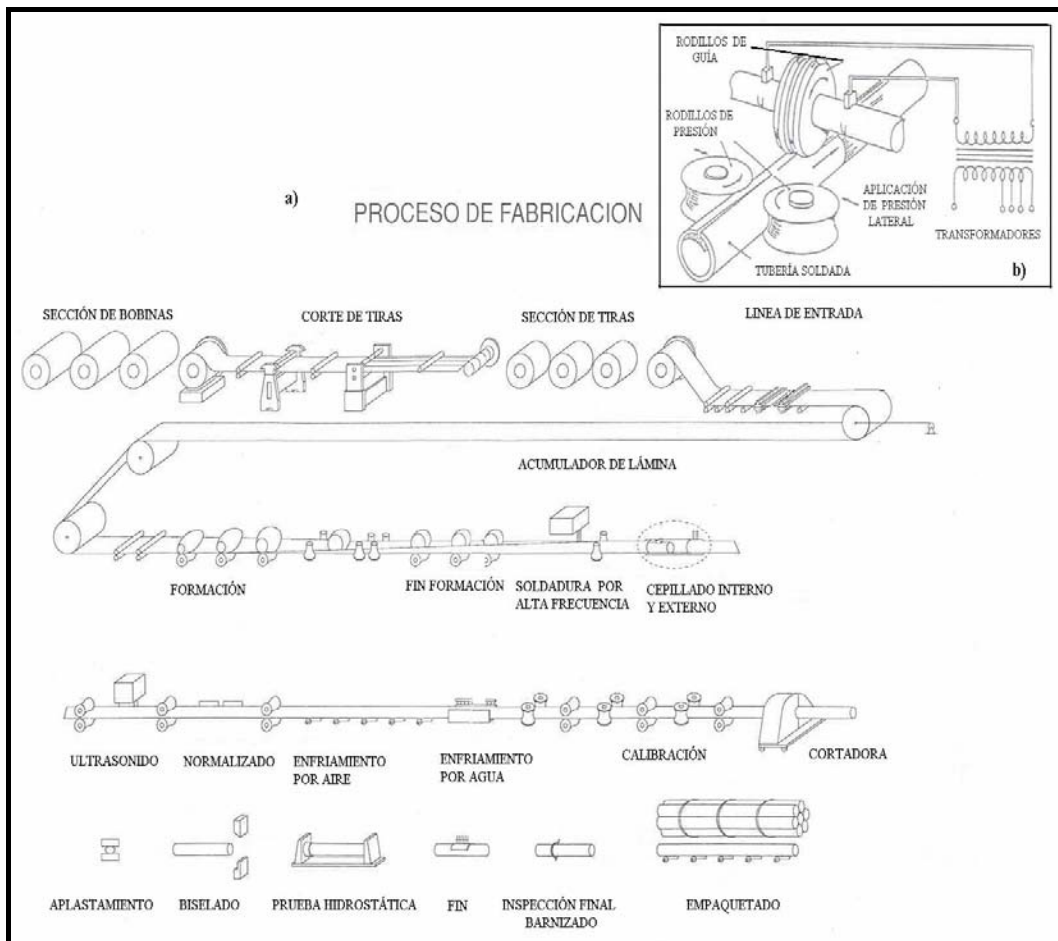 RODILLOS DE
GUÍA
RODILLOS DE
PRESIÓN
APLICACIÓN
DE PRESIÓN
LATERAL
TRANSFORMADORES
TUBERÍA SOLDADA
b)
a)
PROCESO DE FABRICACION
SECCIÓN DE BOBINAS
CORTE DE TIRAS
SECCIÓN DE TIRAS
LINEA DE ENTRADA
ACUMULADOR DE LÁMINA
FORMACIÓN
FIN FORMACIÓN
SOLDADURA POR
ALTA FRECUENCIA
CEPILLADO INTERNO
Y EXTERNO
ULTRASONIDO
NORMALIZADO
ENFRIAMIENTO
POR AIRE
ENFRIAMIENTO
POR AGUA
CALIBRACIÓN
CORTADORA
APLASTAMIENTO
BISELADO
PRUEBA HIDROSTÁTICA
FIN
INSPECCIÓN FINAL
BARNIZADO
EMPAQUETADO